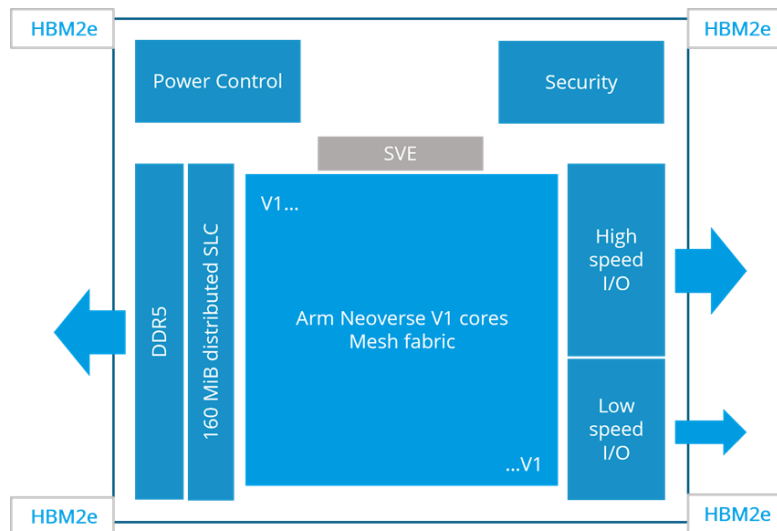 HBM2e
HBM2e
Power Control
Security
SVE
DDR5
160 MiB distributed SLC
V1...
Arm Neoverse V1 cores
Mesh fabric
...V1
High
speed
I/O
Low
speed
I/O
HBM2e
HBM2e